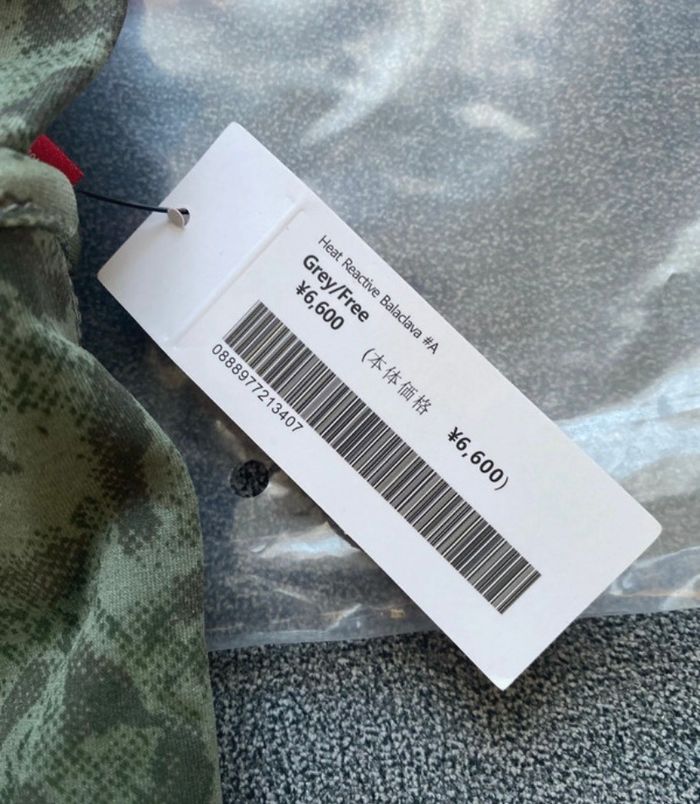 Heat Reactive Balaclava #A
Grey/Free
¥6,600
(本体価格 ¥6,600)
0888977213407